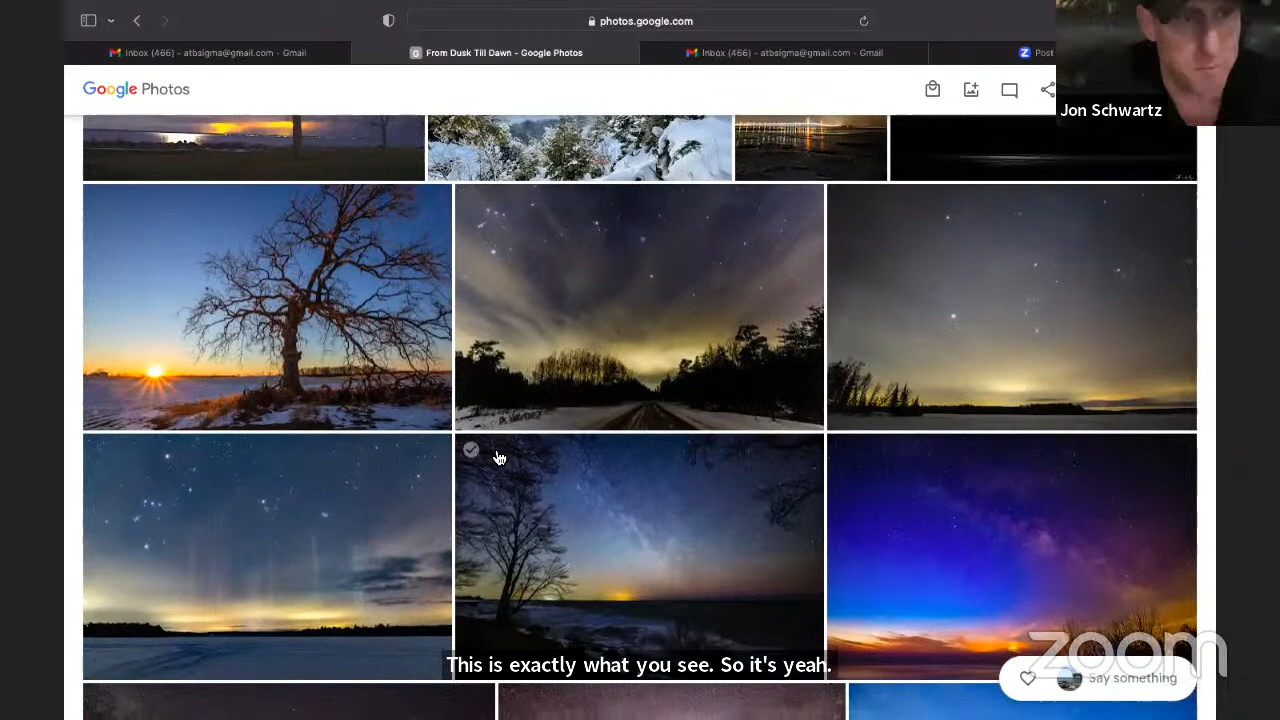 photos.google.com
Inbox (466) - atbsigma@gmail.com - Gmail
From Dusk Till Dawn - Google Photos
Inbox (466) - atbsigma@gmail.com - Gmail
Post
Google Photos
Jon Schwartz
This is exactly what you see. So it's yeah.
zoom
Say something